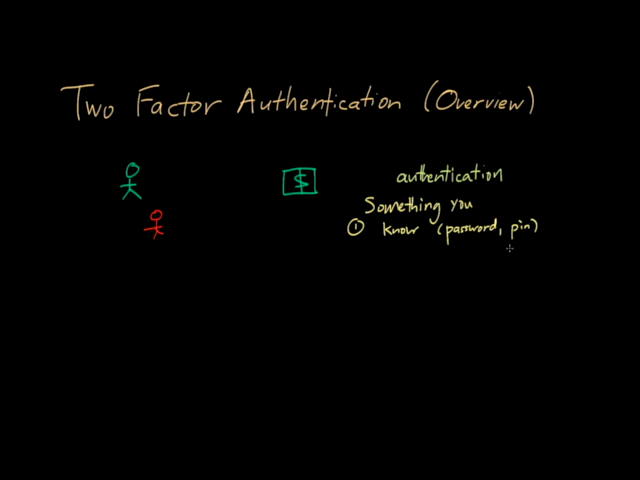 Two Factor Authentication (Overview)
$
authentication
Something you
① know (password, pin)